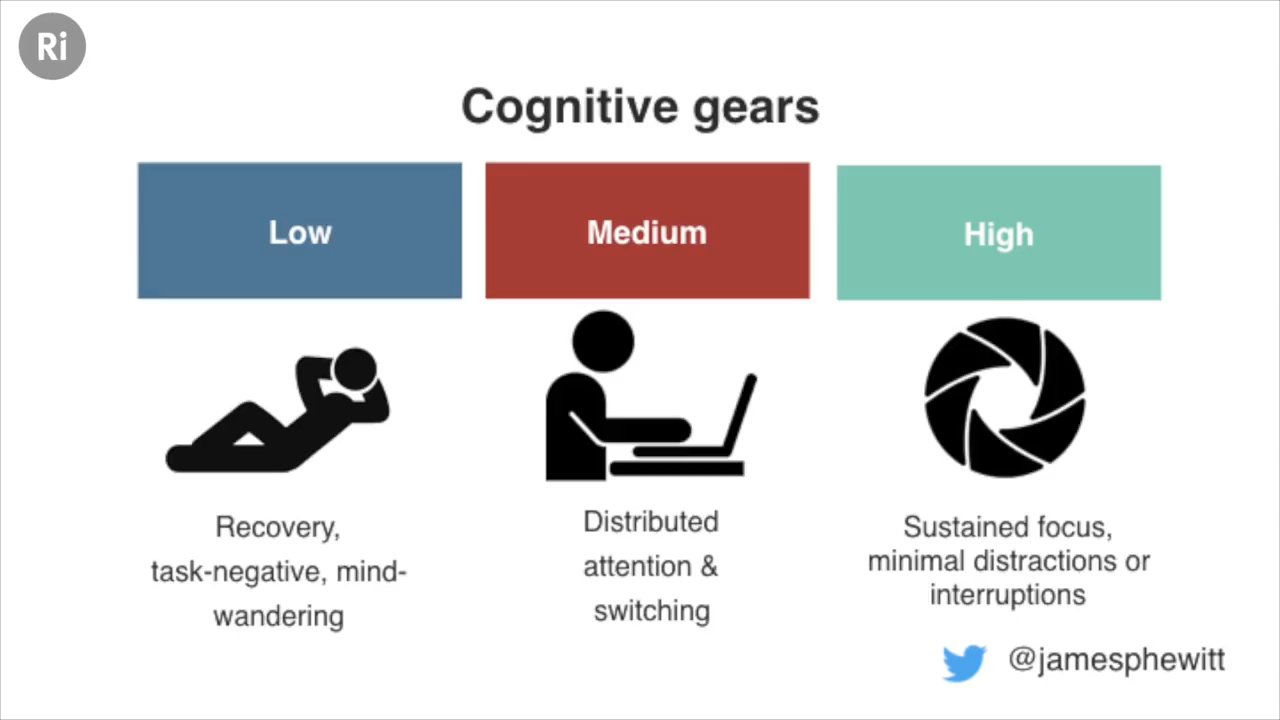 Ri
Cognitive gears
Low
Medium
High
Recovery,
task-negative, mind-
wandering
Distributed
attention &
switching
Sustained focus,
minimal distractions or
interruptions
@jamesphewitt